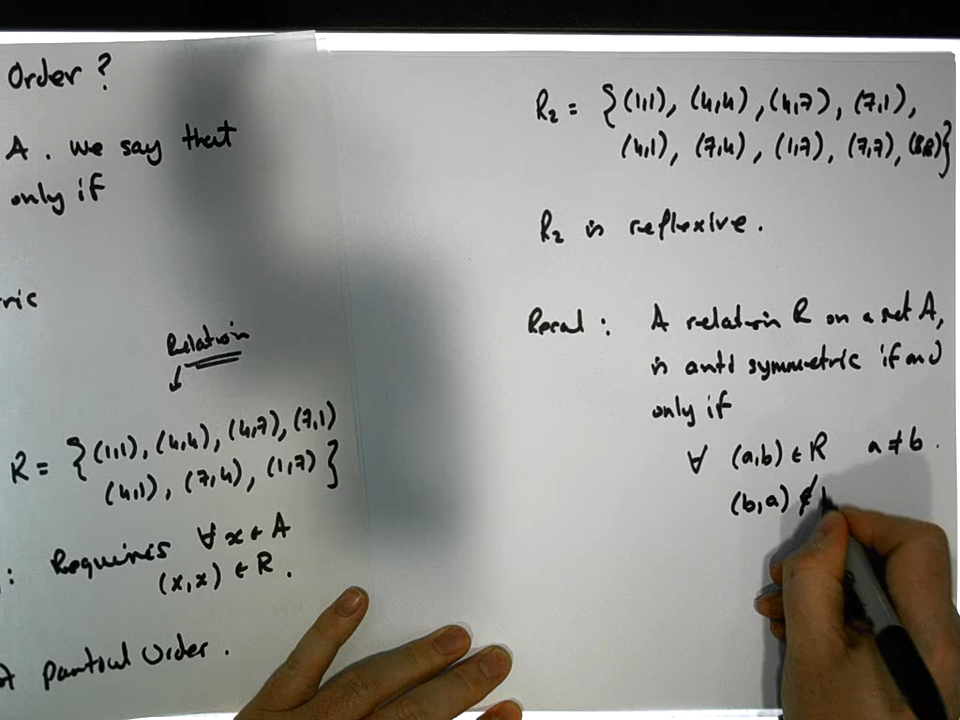 Order ?
A . we say that
only if
ric
Relation
R = {(1,1), (4,4), (4,7), (7,1)
(4,1), (7,4), (1,7)}
: Requires ∀ x ∈ A
(x,x) ∈ R .
partial Order .
R₂ = {(1,1), (4,4), (4,7), (7,1),
(4,1), (7,4), (1,7), (7,7), (8,8)}
R₂ is reflexive .
Recal : A relation R on a set A,
is anti symmetric if and
only if
∀ (a,b) ∈ R a ≠ b .
(b,a) ∉